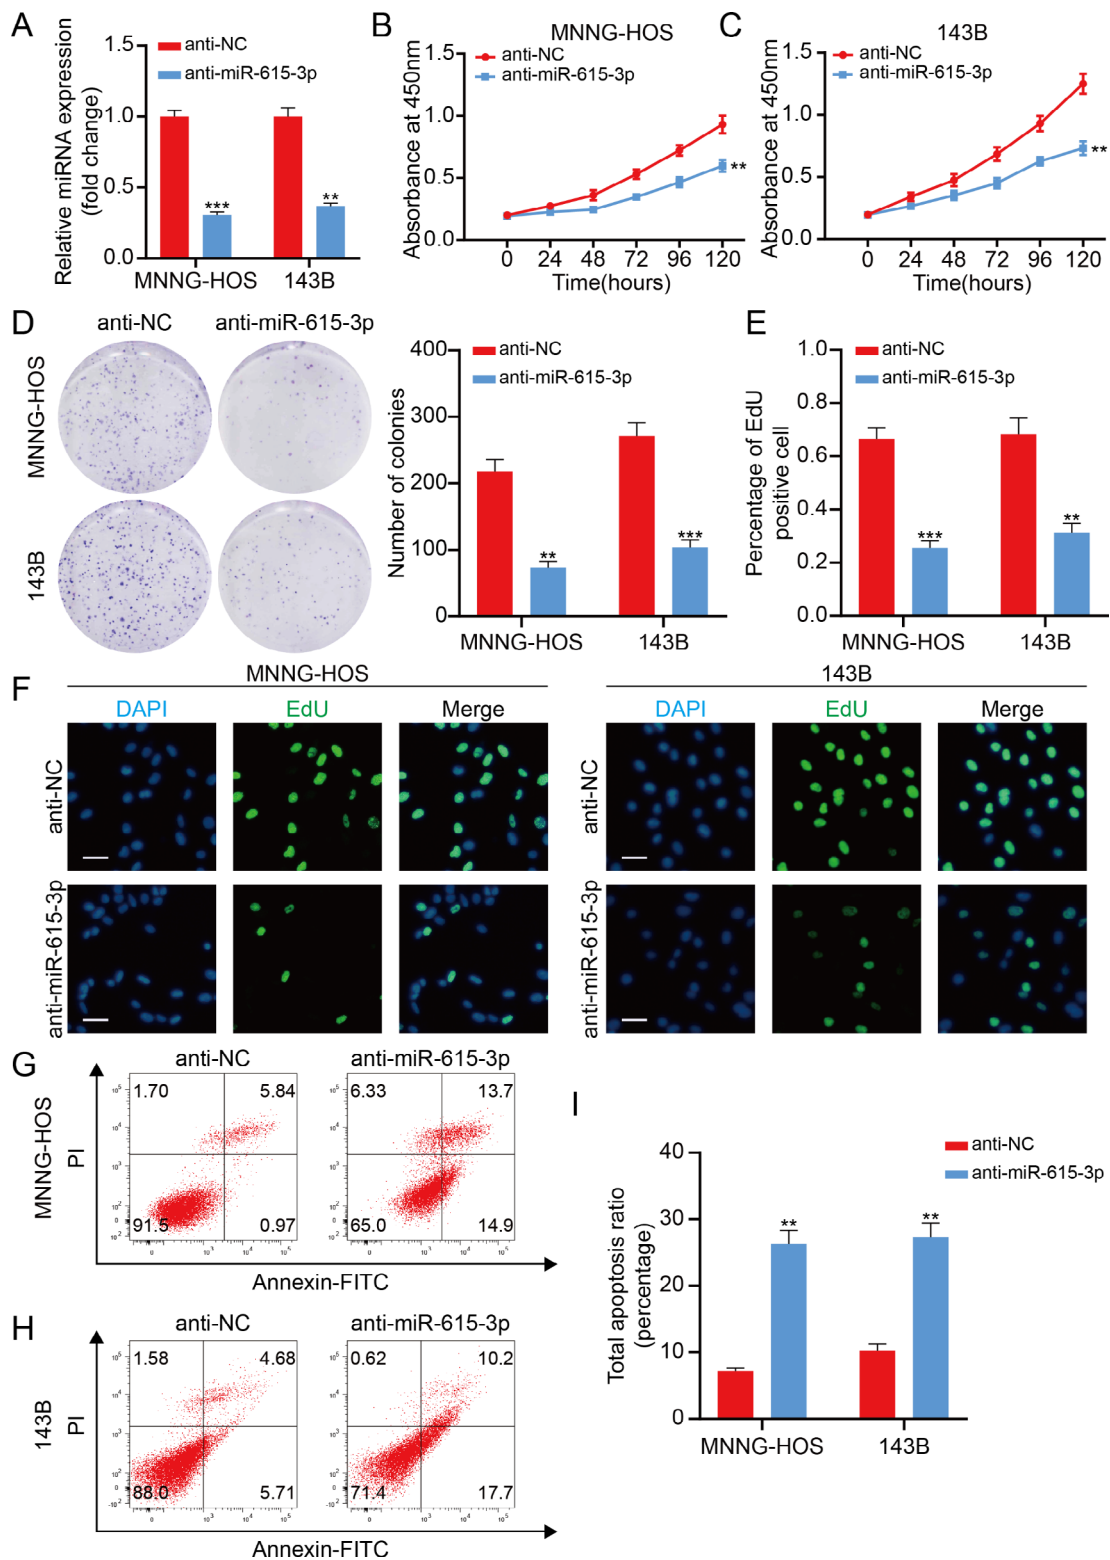 A
1.5
1.0
0.5
0.0
Relative miRNA expression
(fold change)
anti-NC
anti-miR-615-3p
***
**
MNNG-HOS
143B
B
MNNG-HOS
anti-NC
anti-miR-615-3p
Absorbance at 450nm
1.5
1.0
0.5
0.0
**
0 24 48 72 96 120
Time(hours)
C
143B
anti-NC
anti-miR-615-3p
Absorbance at 450nm
1.5
1.0
0.5
0.0
**
0 24 48 72 96 120
Time(hours)
D
anti-NC
anti-miR-615-3p
MNNG-HOS
143B
Number of colonies
400
300
200
100
0
anti-NC
anti-miR-615-3p
**
***
MNNG-HOS
143B
E
Percentage of EdU
positive cell
1.0
0.8
0.6
0.4
0.2
0.0
anti-NC
anti-miR-615-3p
***
**
MNNG-HOS
143B
F
MNNG-HOS
DAPI
EdU
Merge
143B
DAPI
EdU
Merge
anti-NC
anti-miR-615-3p
anti-NC
anti-miR-615-3p
G
anti-NC
anti-miR-615-3p
MNNG-HOS
PI
1.70
5.84
91.5
0.97
6.33
13.7
65.0
14.9
Annexin-FITC
H
anti-NC
anti-miR-615-3p
143B
PI
1.58
4.68
88.0
5.71
0.62
10.2
71.4
17.7
Annexin-FITC
I
Total apoptosis ratio
(percentage)
40
30
20
10
0
anti-NC
anti-miR-615-3p
**
**
MNNG-HOS
143B